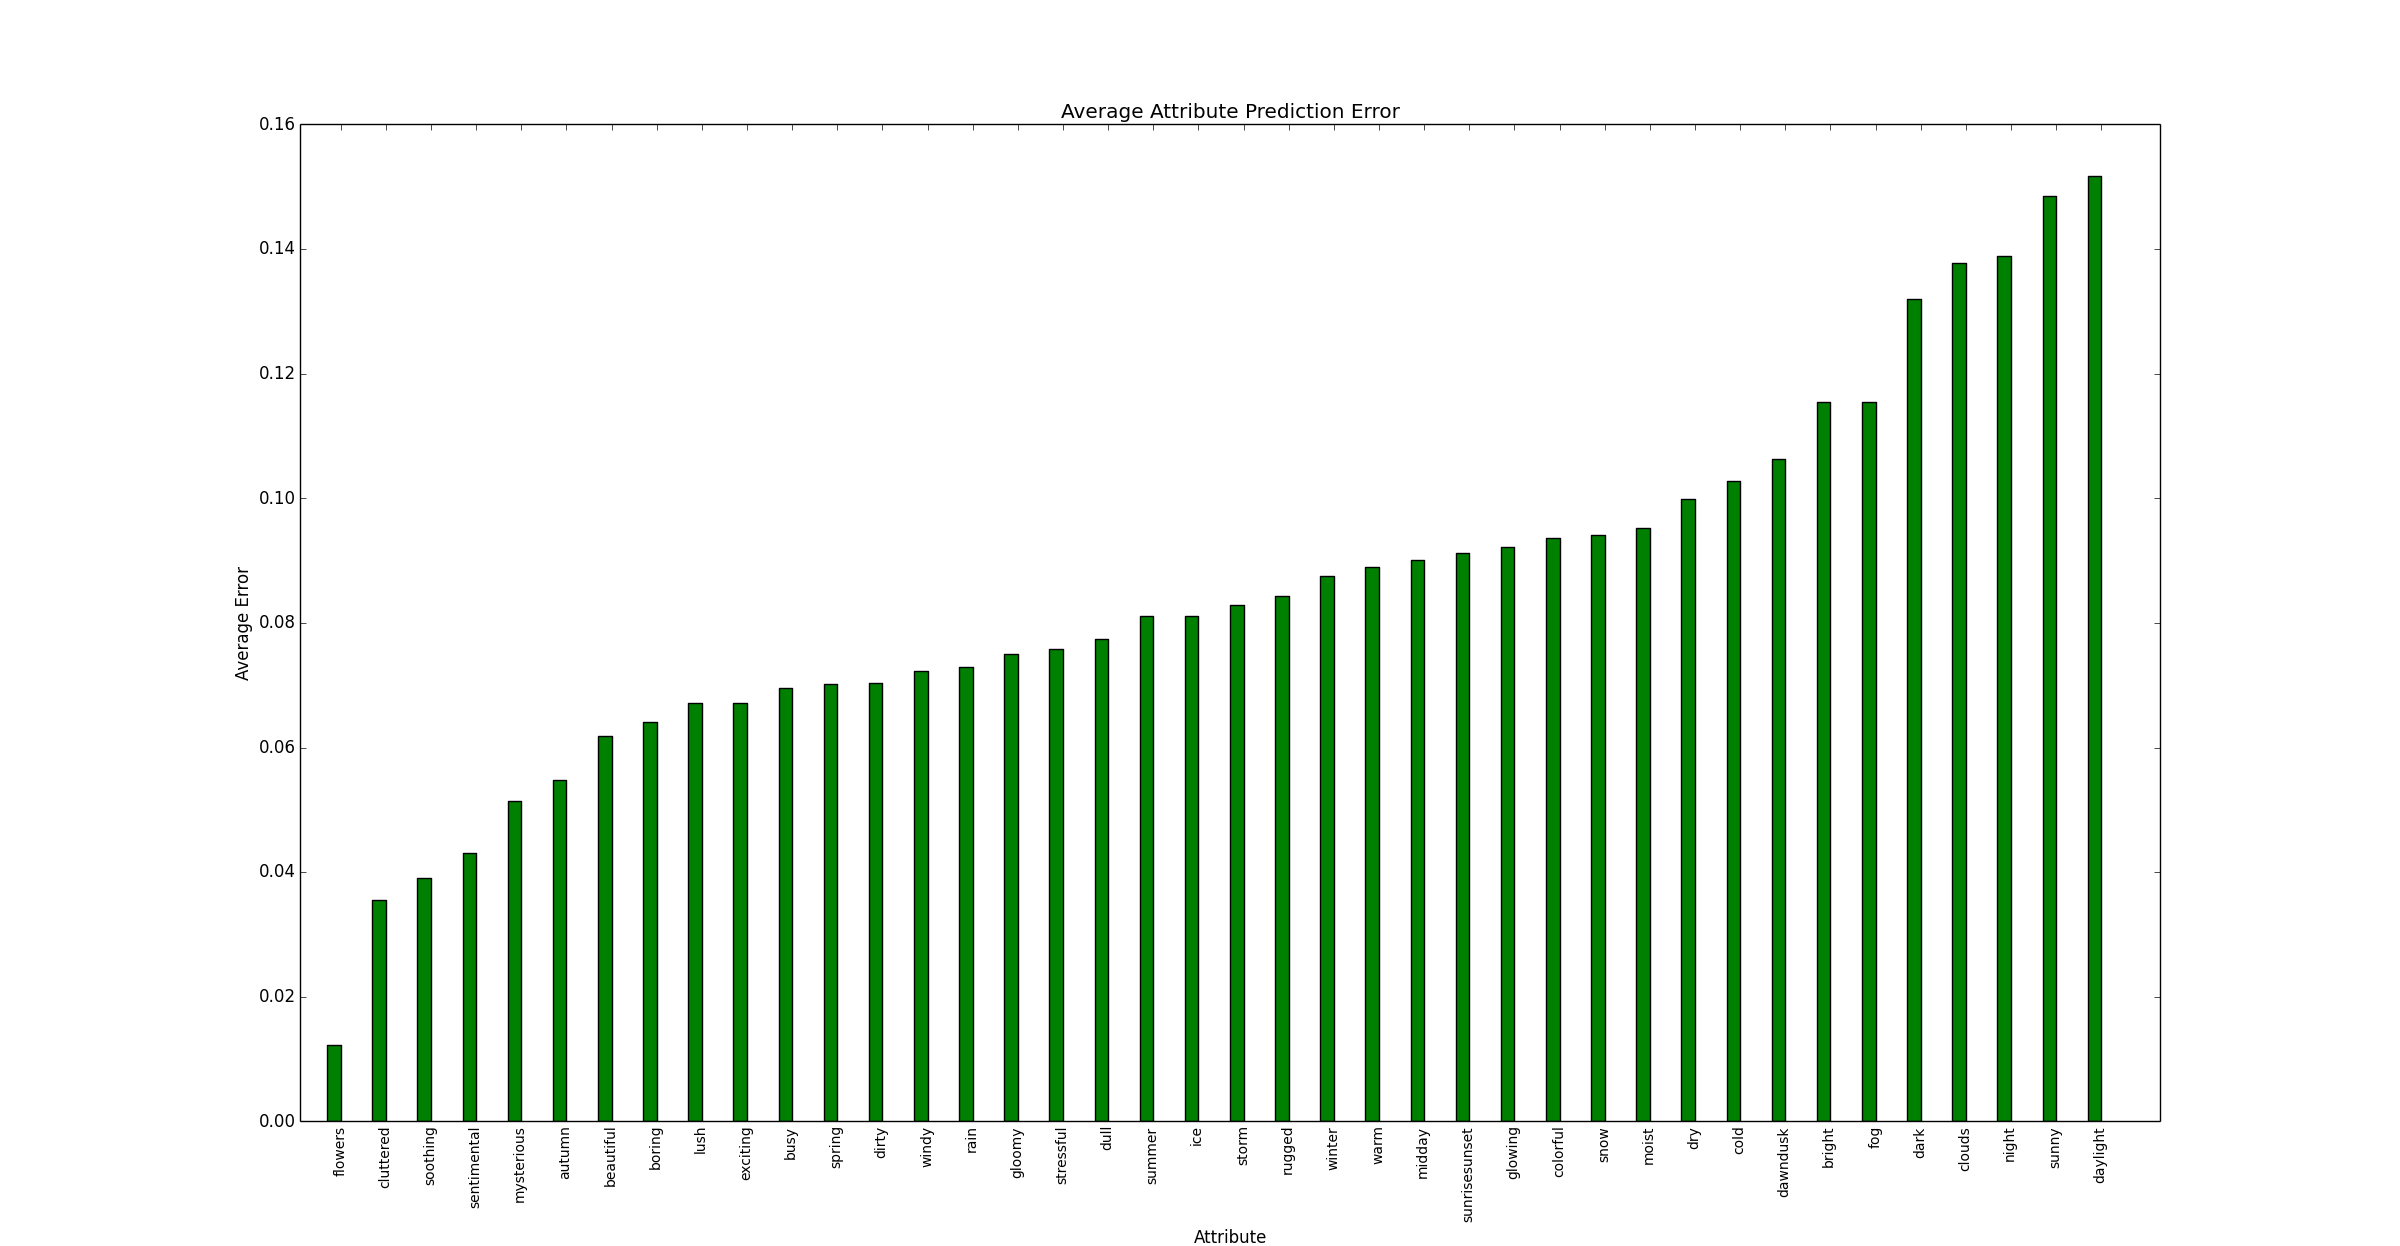 Average Attribute Prediction Error
0.16
0.14
0.12
0.10
0.08
0.06
0.04
0.02
0.00
Average Error
flowers
cluttered
soothing
sentimental
mysterious
autumn
beautiful
boring
lush
exciting
busy
spring
dirty
windy
rain
gloomy
stressful
dull
summer
ice
storm
rugged
winter
warm
midday
sunrisesunset
glowing
colorful
snow
moist
dry
cold
dawndusk
bright
fog
dark
clouds
night
sunny
daylight
Attribute